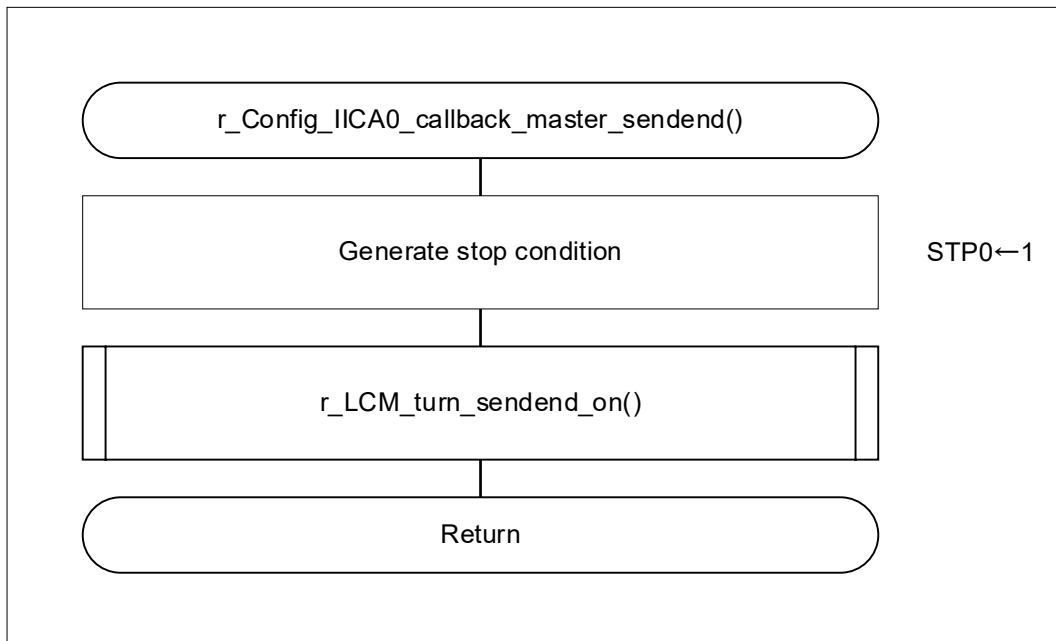 r_Config_IICA0_callback_master_sendend()
Generate stop condition
STP0←1
r_LCM_turn_sendend_on()
Return